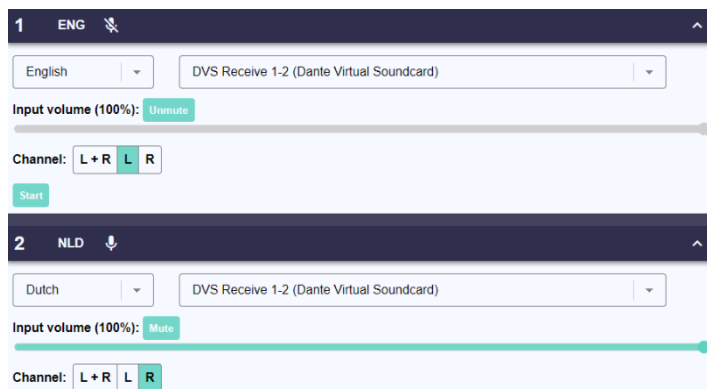 1 ENG
English DVS Receive 1-2 (Dante Virtual Soundcard)
Input volume (100%): Unmute
Channel: L + R L R
Start
2 NLD
Dutch DVS Receive 1-2 (Dante Virtual Soundcard)
Input volume (100%): Mute
Channel: L + R L R